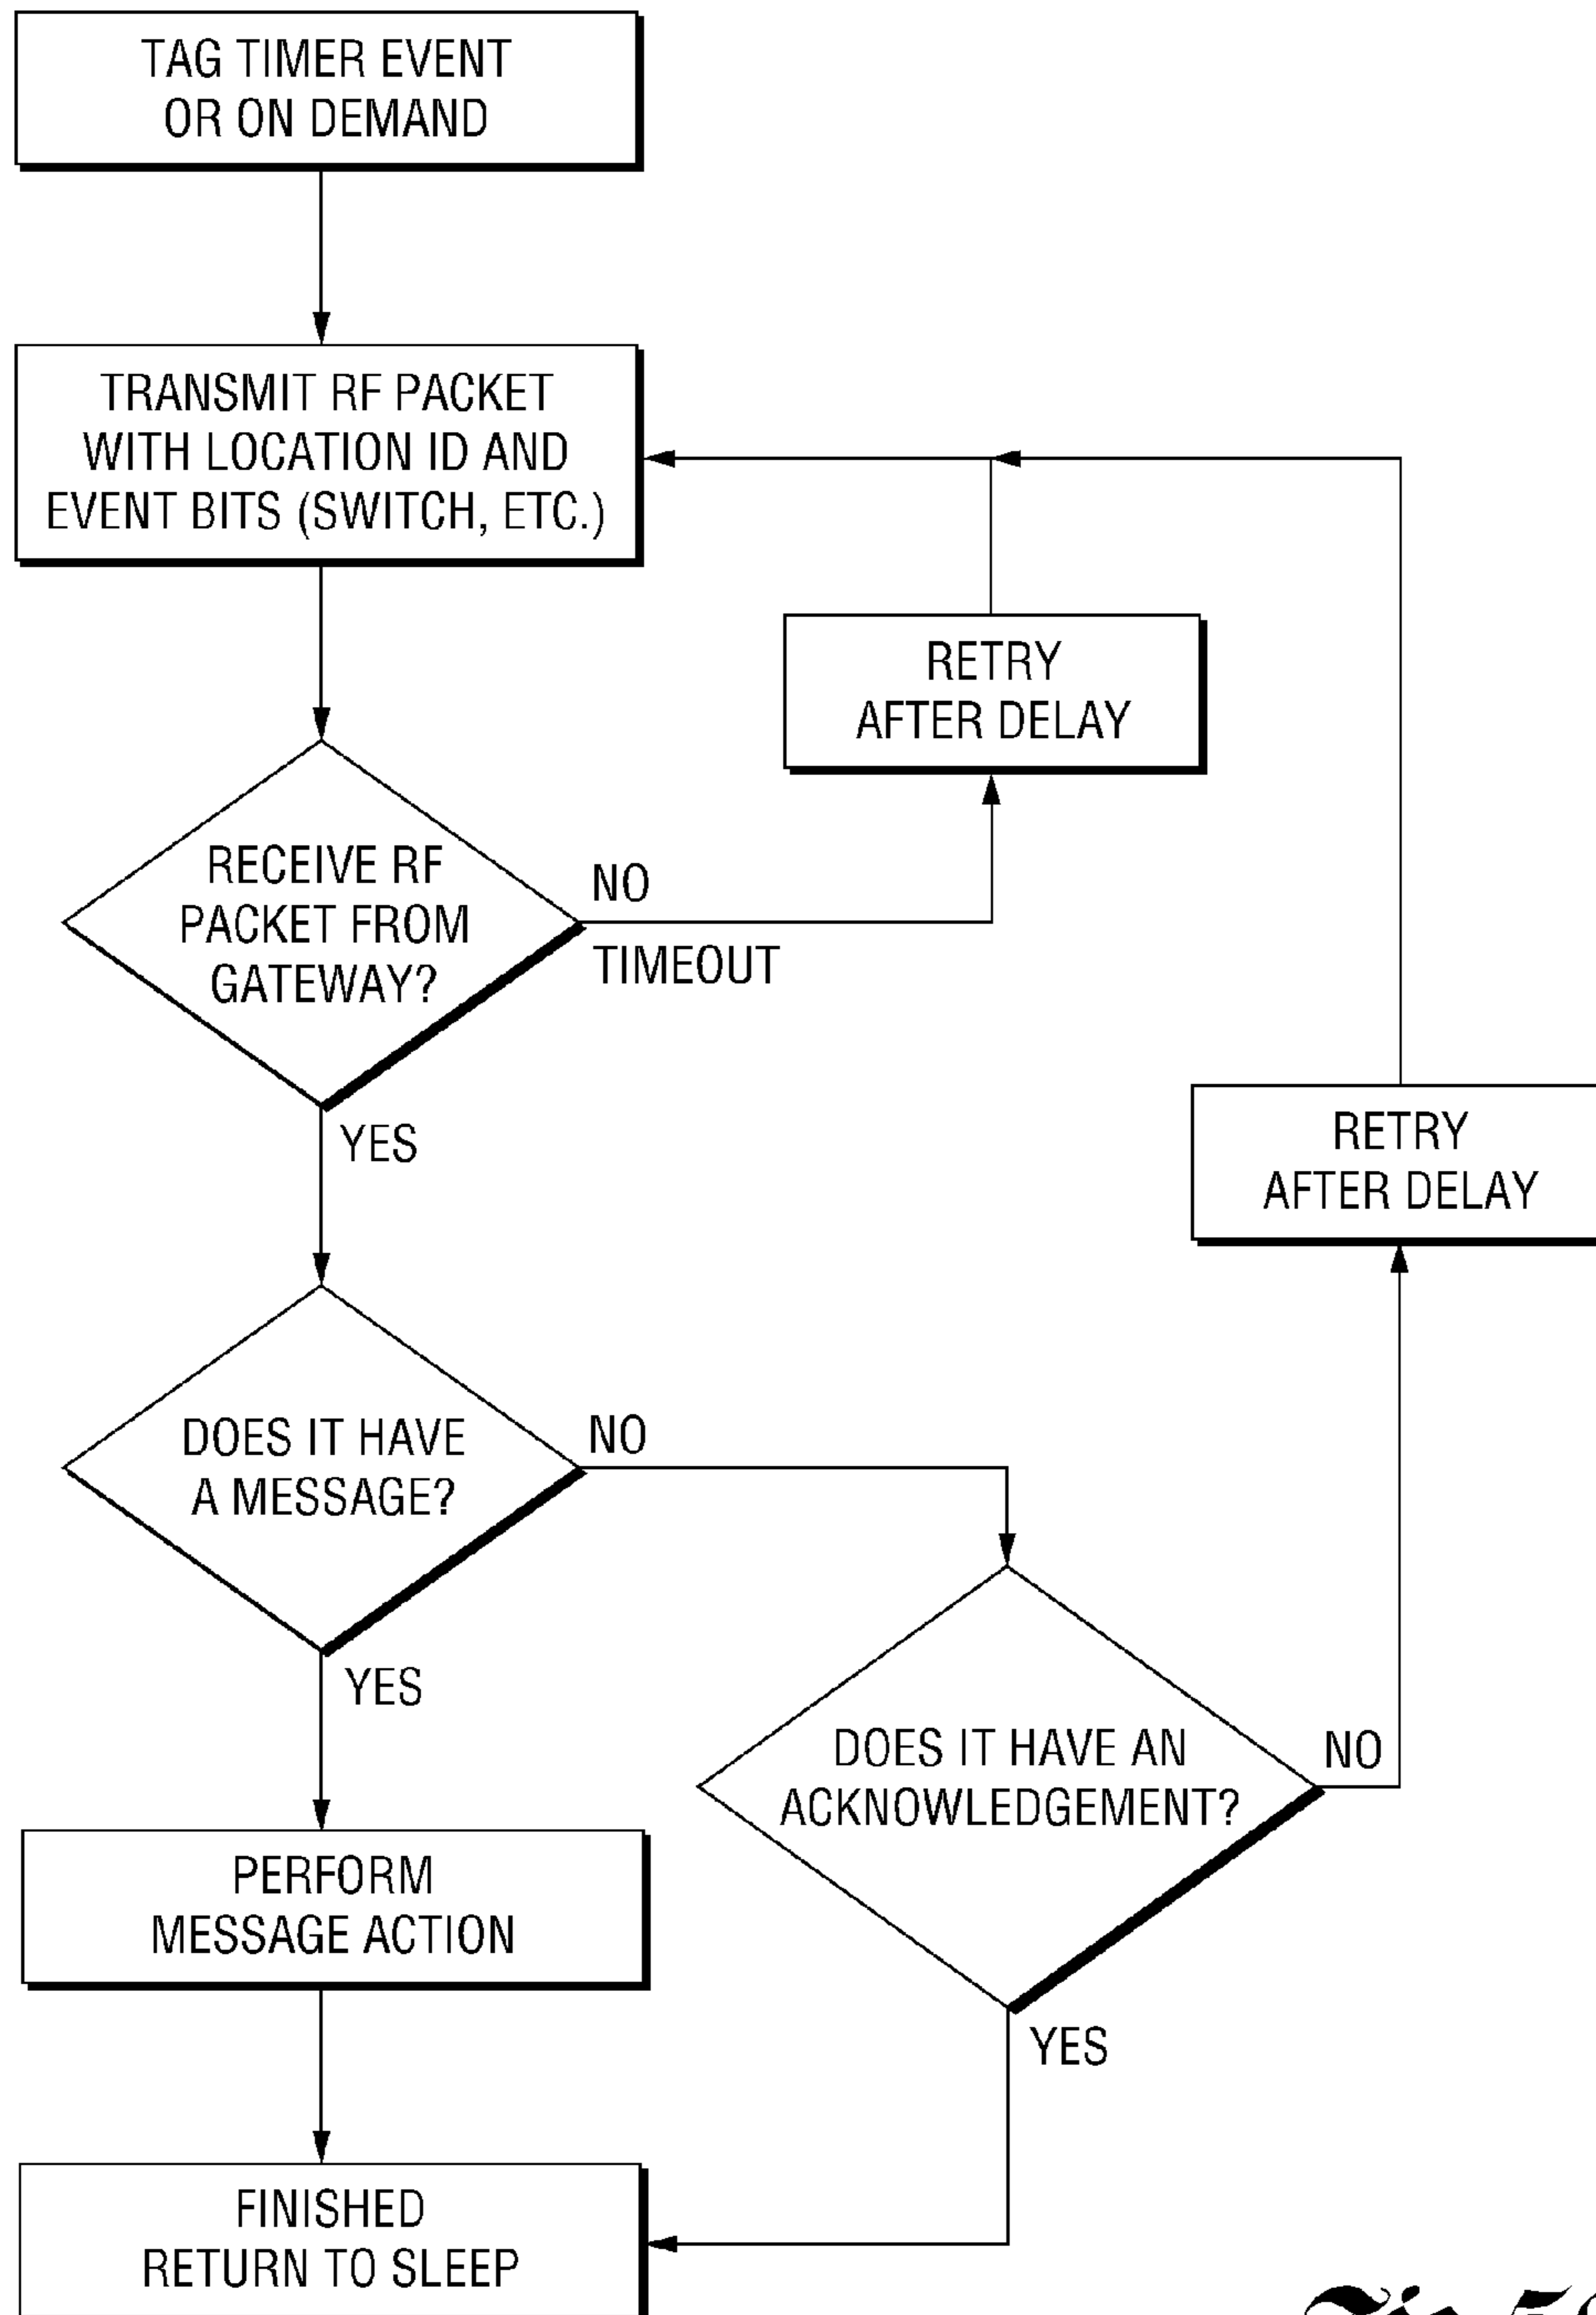 TAG TIMER EVENT
OR ON DEMAND
TRANSMIT RF PACKET
WITH LOCATION ID AND
EVENT BITS (SWITCH, ETC.)
RETRY
AFTER DELAY
RECEIVE RF
PACKET FROM
GATEWAY?
NO
TIMEOUT
YES
RETRY
AFTER DELAY
DOES IT HAVE
A MESSAGE?
NO
YES
DOES IT HAVE AN
ACKNOWLEDGEMENT?
NO
YES
PERFORM
MESSAGE ACTION
FINISHED
RETURN TO SLEEP